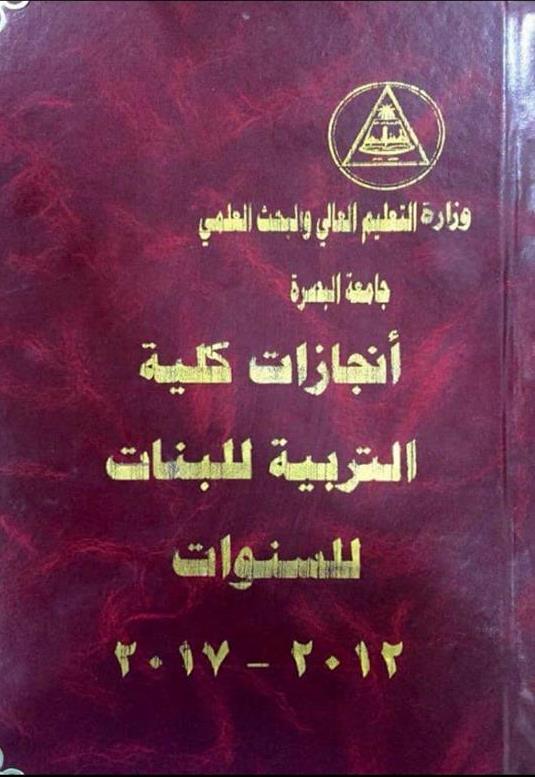 وزارة التعليم العالي والبحث العلمي
جامعة البصرة
أنجازات كلية
التربية للبنات
للسنوات
٢٠١٢ - ٢٠١٧